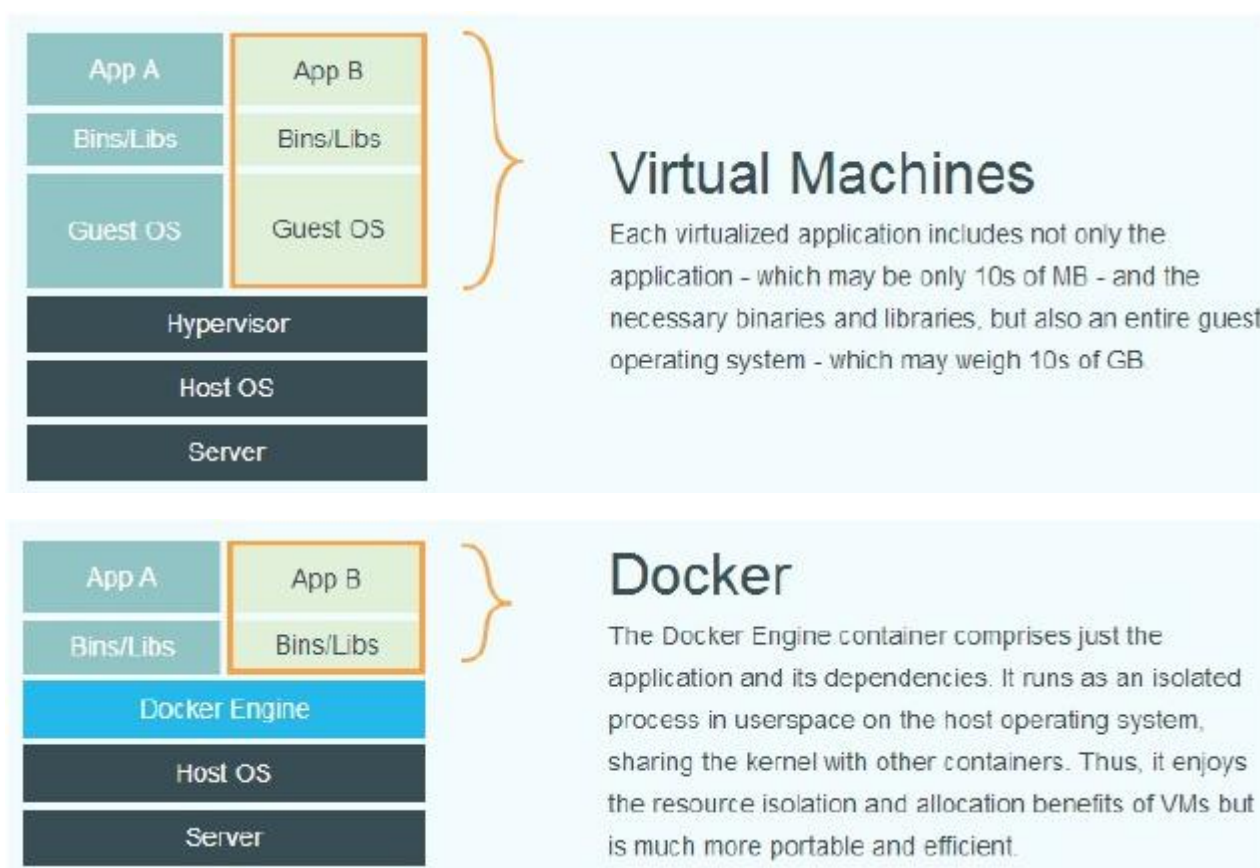 App A App B
Bins/Libs Bins/Libs
Guest OS Guest OS
Hypervisor
Host OS
Server
Virtual Machines
Each virtualized application includes not only the
application - which may be only 10s of MB - and the
necessary binaries and libraries, but also an entire guest
operating system - which may weigh 10s of GB.
App A App B
Bins/Libs Bins/Libs
Docker Engine
Host OS
Server
Docker
The Docker Engine container comprises just the
application and its dependencies. It runs as an isolated
process in userspace on the host operating system,
sharing the kernel with other containers. Thus, it enjoys
the resource isolation and allocation benefits of VMs but
is much more portable and efficient.